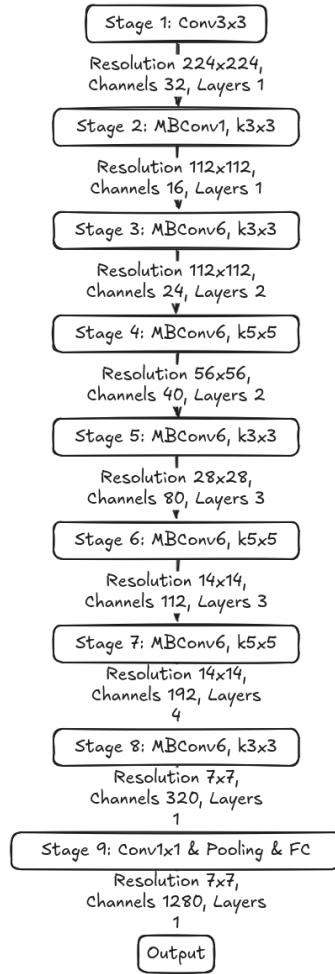 Stage 1: Conv3x3
Resolution 224x224,
Channels 32, Layers 1
Stage 2: MBConv1, k3x3
Resolution 112x112,
Channels 16, Layers 1
Stage 3: MBConv6, k3x3
Resolution 112x112,
Channels 24, Layers 2
Stage 4: MBConv6, k5x5
Resolution 56x56,
Channels 40, Layers 2
Stage 5: MBConv6, k3x3
Resolution 28x28,
Channels 80, Layers 3
Stage 6: MBConv6, k5x5
Resolution 14x14,
Channels 112, Layers 3
Stage 7: MBConv6, k5x5
Resolution 14x14,
Channels 192, Layers
4
Stage 8: MBConv6, k3x3
Resolution 7x7,
Channels 320, Layers
1
Stage 9: Conv1x1 & Pooling & FC
Resolution 7x7,
Channels 1280, Layers
1
Output